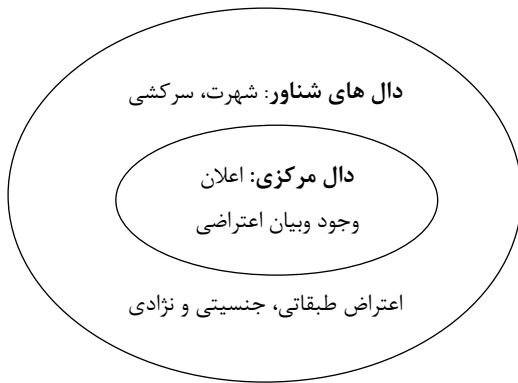 دال های شناور: شهرت، سرکشی
دال مرکزی: اعلان
وجود وبیان اعتراضی
اعتراض طبقاتی، جنسیتی و نژادی